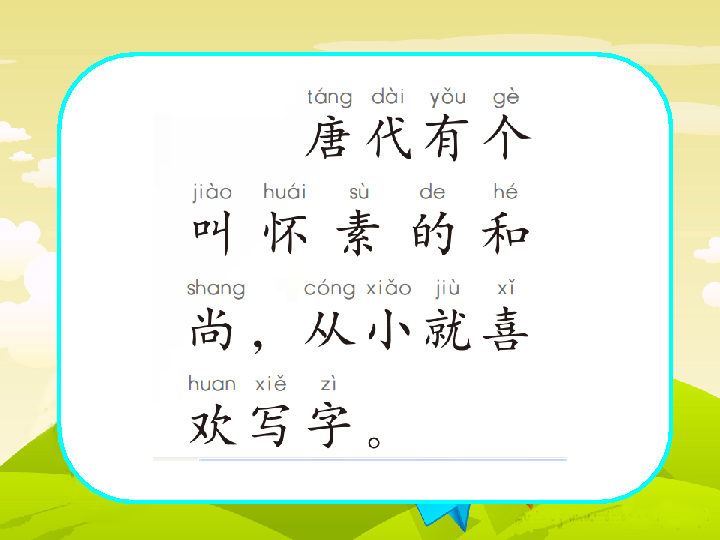 táng dài yǒu gè
唐代有个
jiào huái sù de hé
叫怀素的和
shang cóng xiǎo jiù xǐ
尚，从小就喜
huan xiě zì
欢写字。